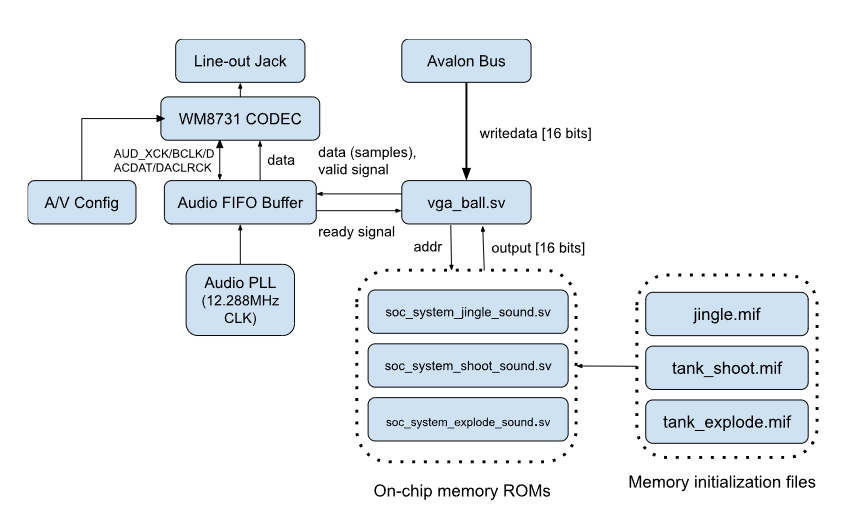 Line-out Jack
Avalon Bus
WM8731 CODEC
writedata [16 bits]
AUD_XCK/BCLK/D
ACDAT/DACLRCK
data
data (samples),
valid signal
A/V Config
Audio FIFO Buffer
vga_ball.sv
ready signal
addr
output [16 bits]
Audio PLL
(12.288MHz
CLK)
soc_system_jingle_sound.sv
soc_system_shoot_sound.sv
soc_system_explode_sound.sv
On-chip memory ROMs
jingle.mif
tank_shoot.mif
tank_explode.mif
Memory initialization files